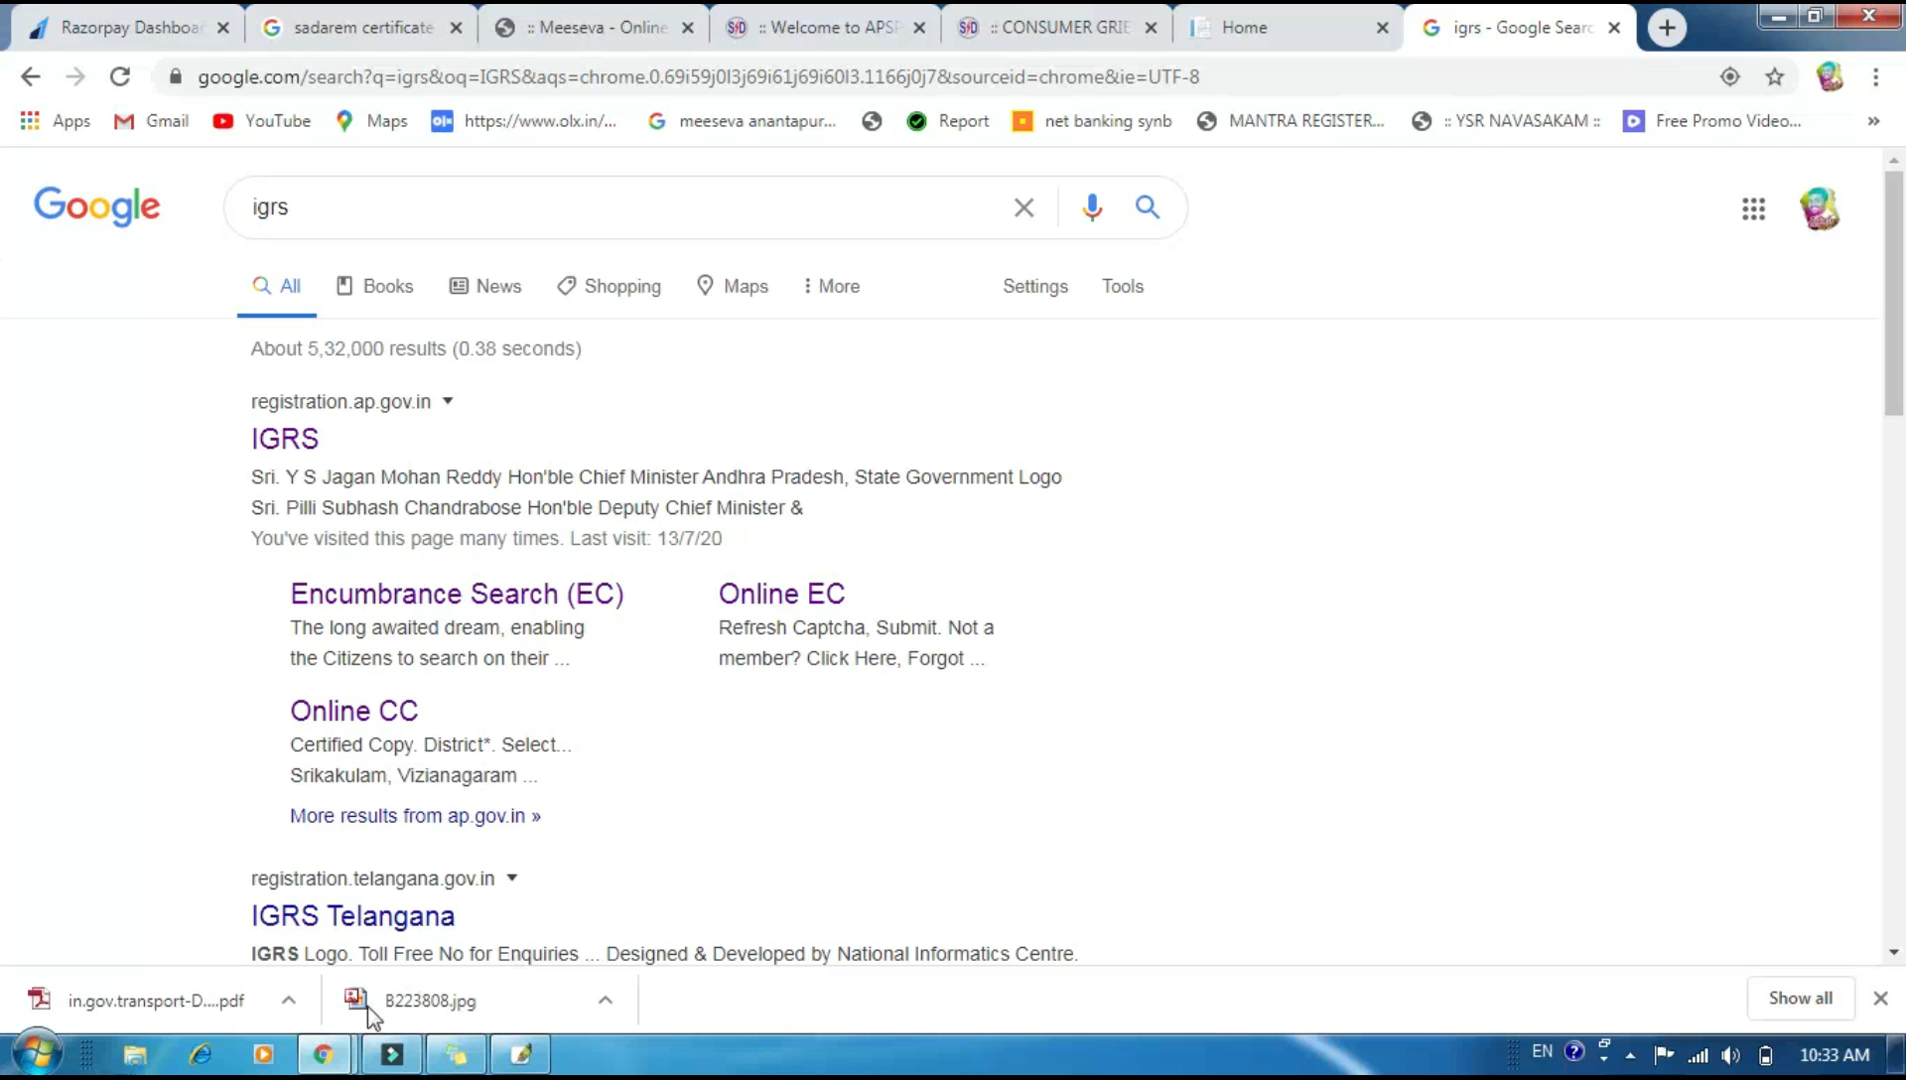 Razorpay Dashboar
sadarem certificate
:: Meeseva - Online
:: Welcome to APSP
:: CONSUMER GRIE
Home
igrs - Google Searc
google.com/search?q=igrs&oq=IGRS&aqs=chrome.0.69i59j0l3j69i61j69i60l3.1166j0j7&sourceid=chrome&ie=UTF-8
Apps
Gmail
YouTube
Maps
https://www.olx.in/...
meeseva anantapur...
Report
net banking synb
MANTRA REGISTER...
:: YSR NAVASAKAM ::
Free Promo Video...
»
Google
igrs
All
Books
News
Shopping
Maps
More
Settings
Tools
About 5,32,000 results (0.38 seconds)
registration.ap.gov.in
IGRS
Sri. Y S Jagan Mohan Reddy Hon'ble Chief Minister Andhra Pradesh, State Government Logo
Sri. Pilli Subhash Chandrabose Hon'ble Deputy Chief Minister &
You've visited this page many times. Last visit: 13/7/20
Encumbrance Search (EC)
The long awaited dream, enabling
the Citizens to search on their ...
Online EC
Refresh Captcha, Submit. Not a
member? Click Here, Forgot ...
Online CC
Certified Copy. District*. Select...
Srikakulam, Vizianagaram ...
More results from ap.gov.in »
registration.telangana.gov.in
IGRS Telangana
IGRS Logo. Toll Free No for Enquiries ... Designed & Developed by National Informatics Centre.
in.gov.transport-D....pdf
B223808.jpg
Show all
EN
10:33 AM